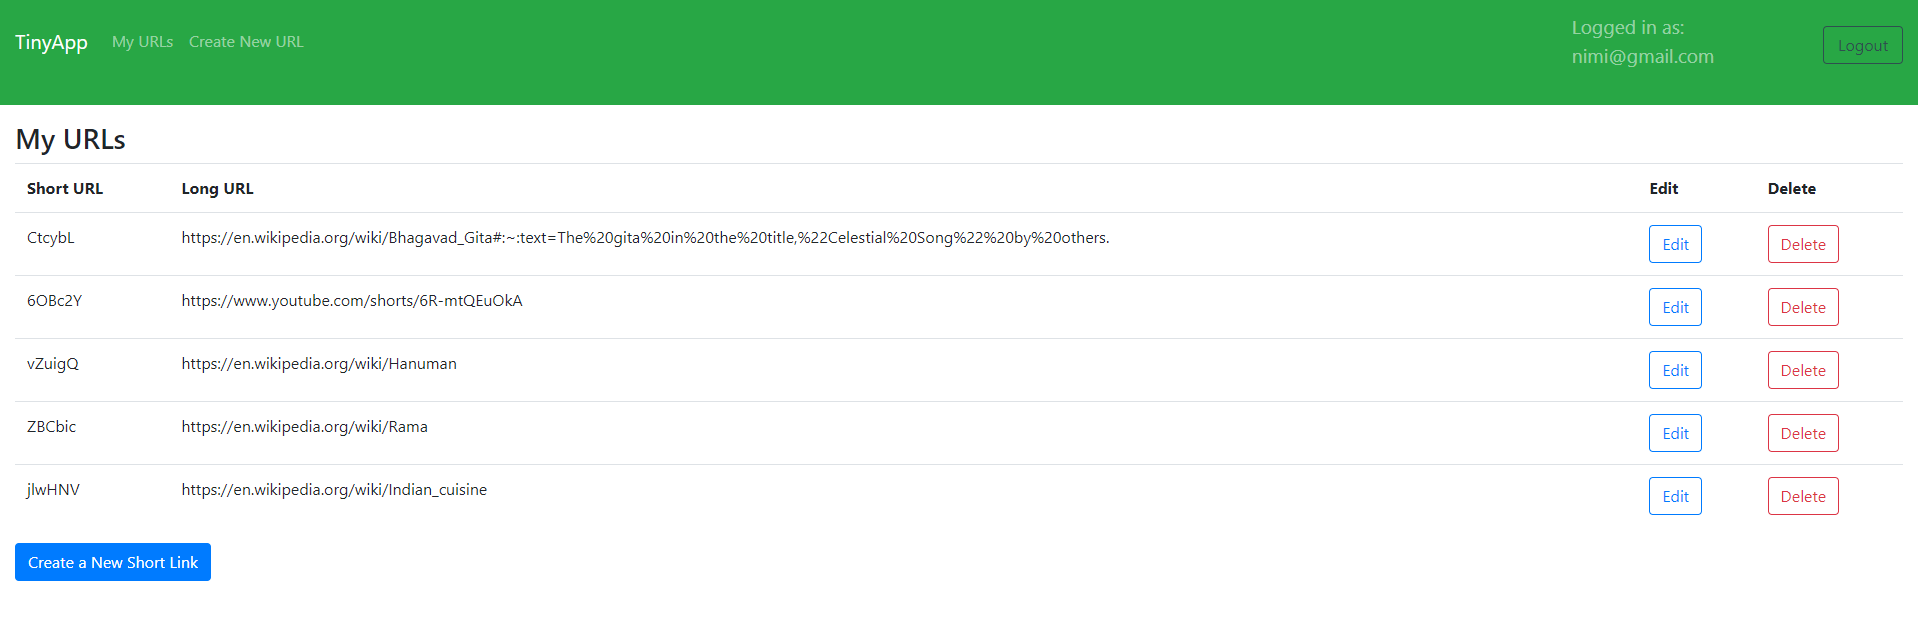 TinyApp My URLs Create New URL Logged in as:
nimi@gmail.com Logout
My URLs
Short URL Long URL Edit Delete
CtcybL https://en.wikipedia.org/wiki/Bhagavad_Gita#:~:text=The%20gita%20in%20the%20title,%22Celestial%20Song%22%20by%20others. Edit Delete
6OBc2Y https://www.youtube.com/shorts/6R-mtQEuOkA Edit Delete
vZuigQ https://en.wikipedia.org/wiki/Hanuman Edit Delete
ZBCbic https://en.wikipedia.org/wiki/Rama Edit Delete
jlwHNV https://en.wikipedia.org/wiki/Indian_cuisine Edit Delete
Create a New Short Link